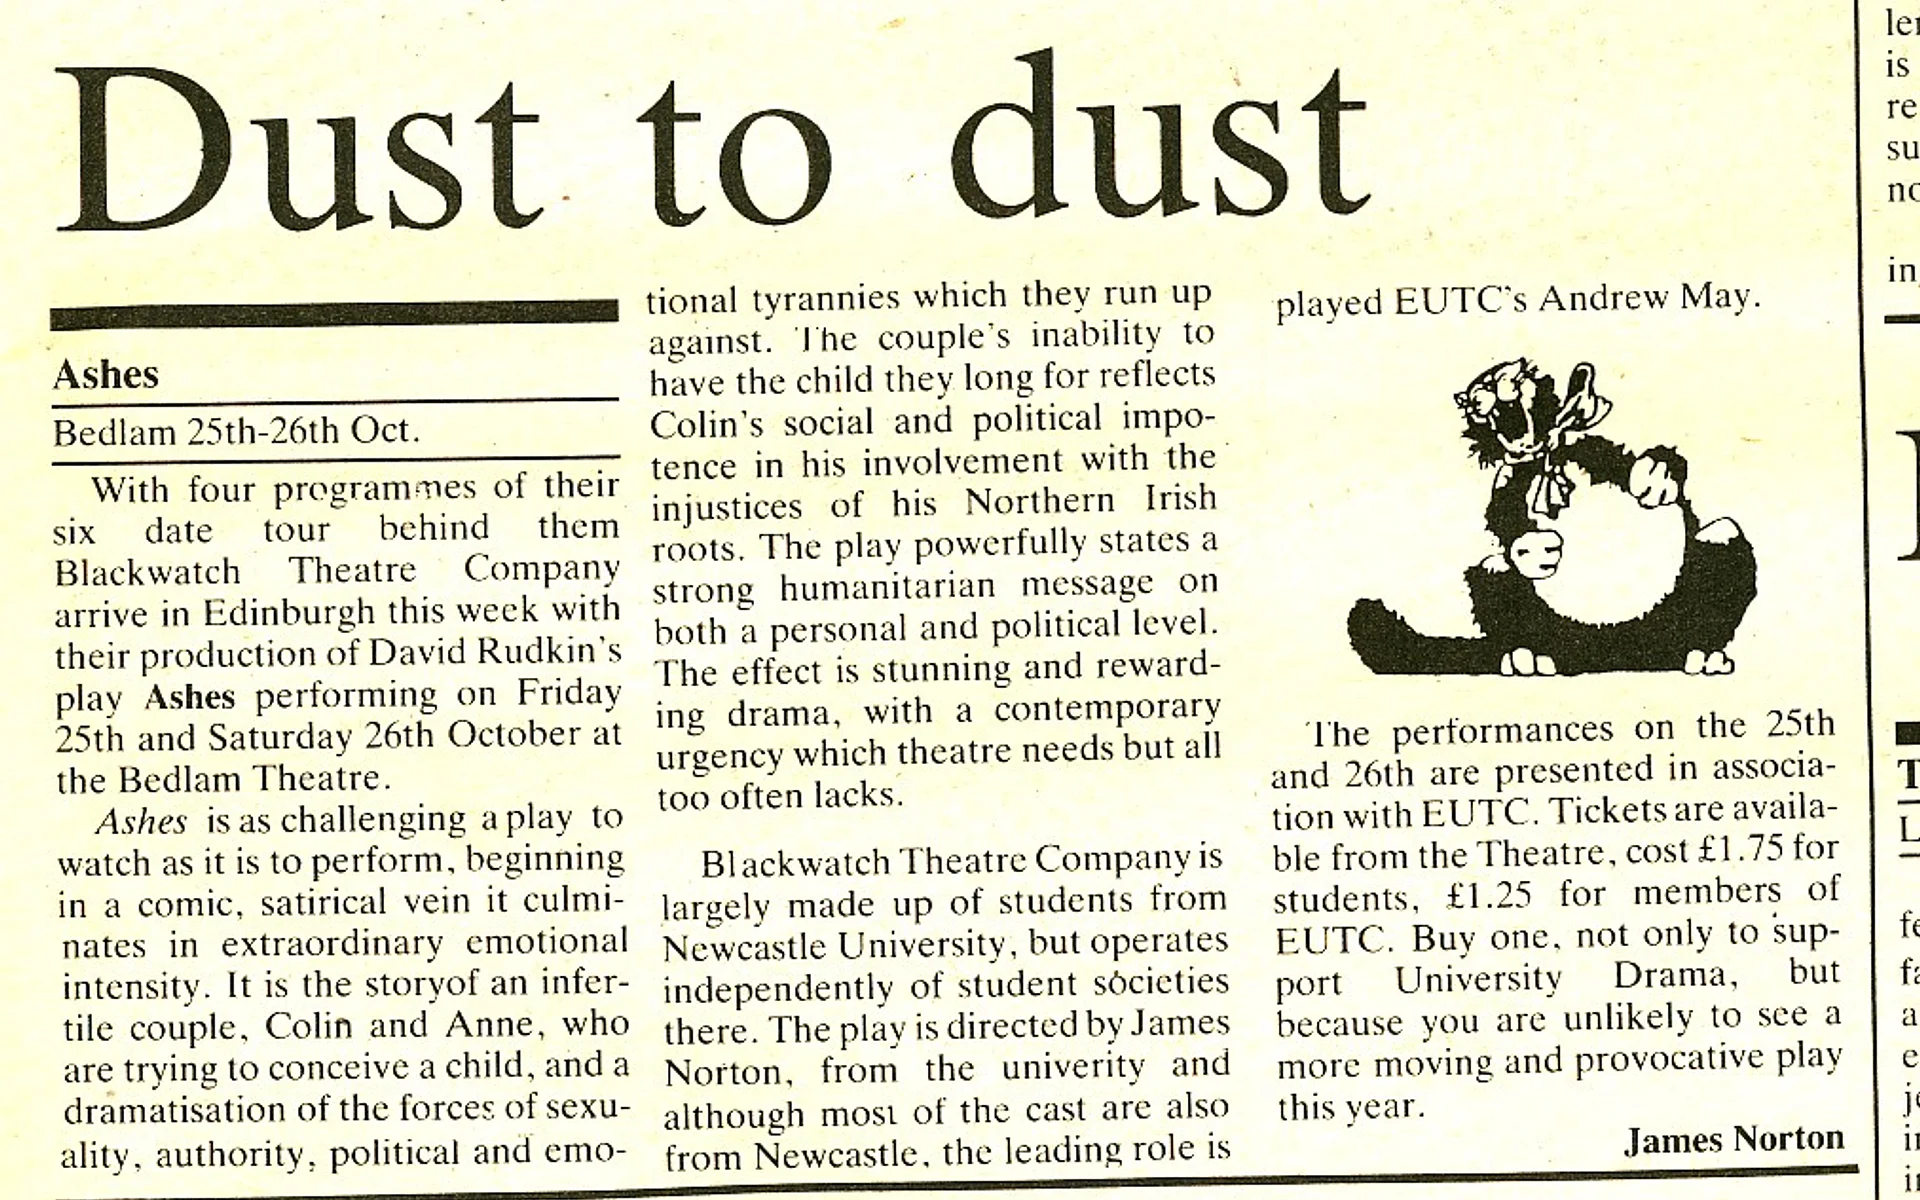 Dust to dust
Ashes
Bedlam 25th-26th Oct.
With four programmes of their
six date tour behind them
Blackwatch Theatre Company
arrive in Edinburgh this week with
their production of David Rudkin's
play Ashes performing on Friday
25th and Saturday 26th October at
the Bedlam Theatre.
Ashes is as challenging a play to
watch as it is to perform, beginning
in a comic, satirical vein it culmi-
nates in extraordinary emotional
intensity. It is the storyof an infer-
tile couple, Colin and Anne, who
are trying to conceive a child, and a
dramatisation of the forces of sexu-
ality, authority, political and emo-
tional tyrannies which they run up
against. The couple's inability to
have the child they long for reflects
Colin's social and political impo-
tence in his involvement with the
injustices of his Northern Irish
roots. The play powerfully states a
strong humanitarian message on
both a personal and political level.
The effect is stunning and reward-
ing drama, with a contemporary
urgency which theatre needs but all
too often lacks.
Blackwatch Theatre Company is
largely made up of students from
Newcastle University, but operates
independently of student societies
there. The play is directed by James
Norton, from the univerity and
although most of the cast are also
from Newcastle, the leading role is
played EUTC's Andrew May.
The performances on the 25th
and 26th are presented in associa-
tion with EUTC. Tickets are availa-
ble from the Theatre, cost £1.75 for
students, £1.25 for members of
EUTC. Buy one, not only to sup-
port University Drama, but
because you are unlikely to see a
more moving and provocative play
this year.
James Norton